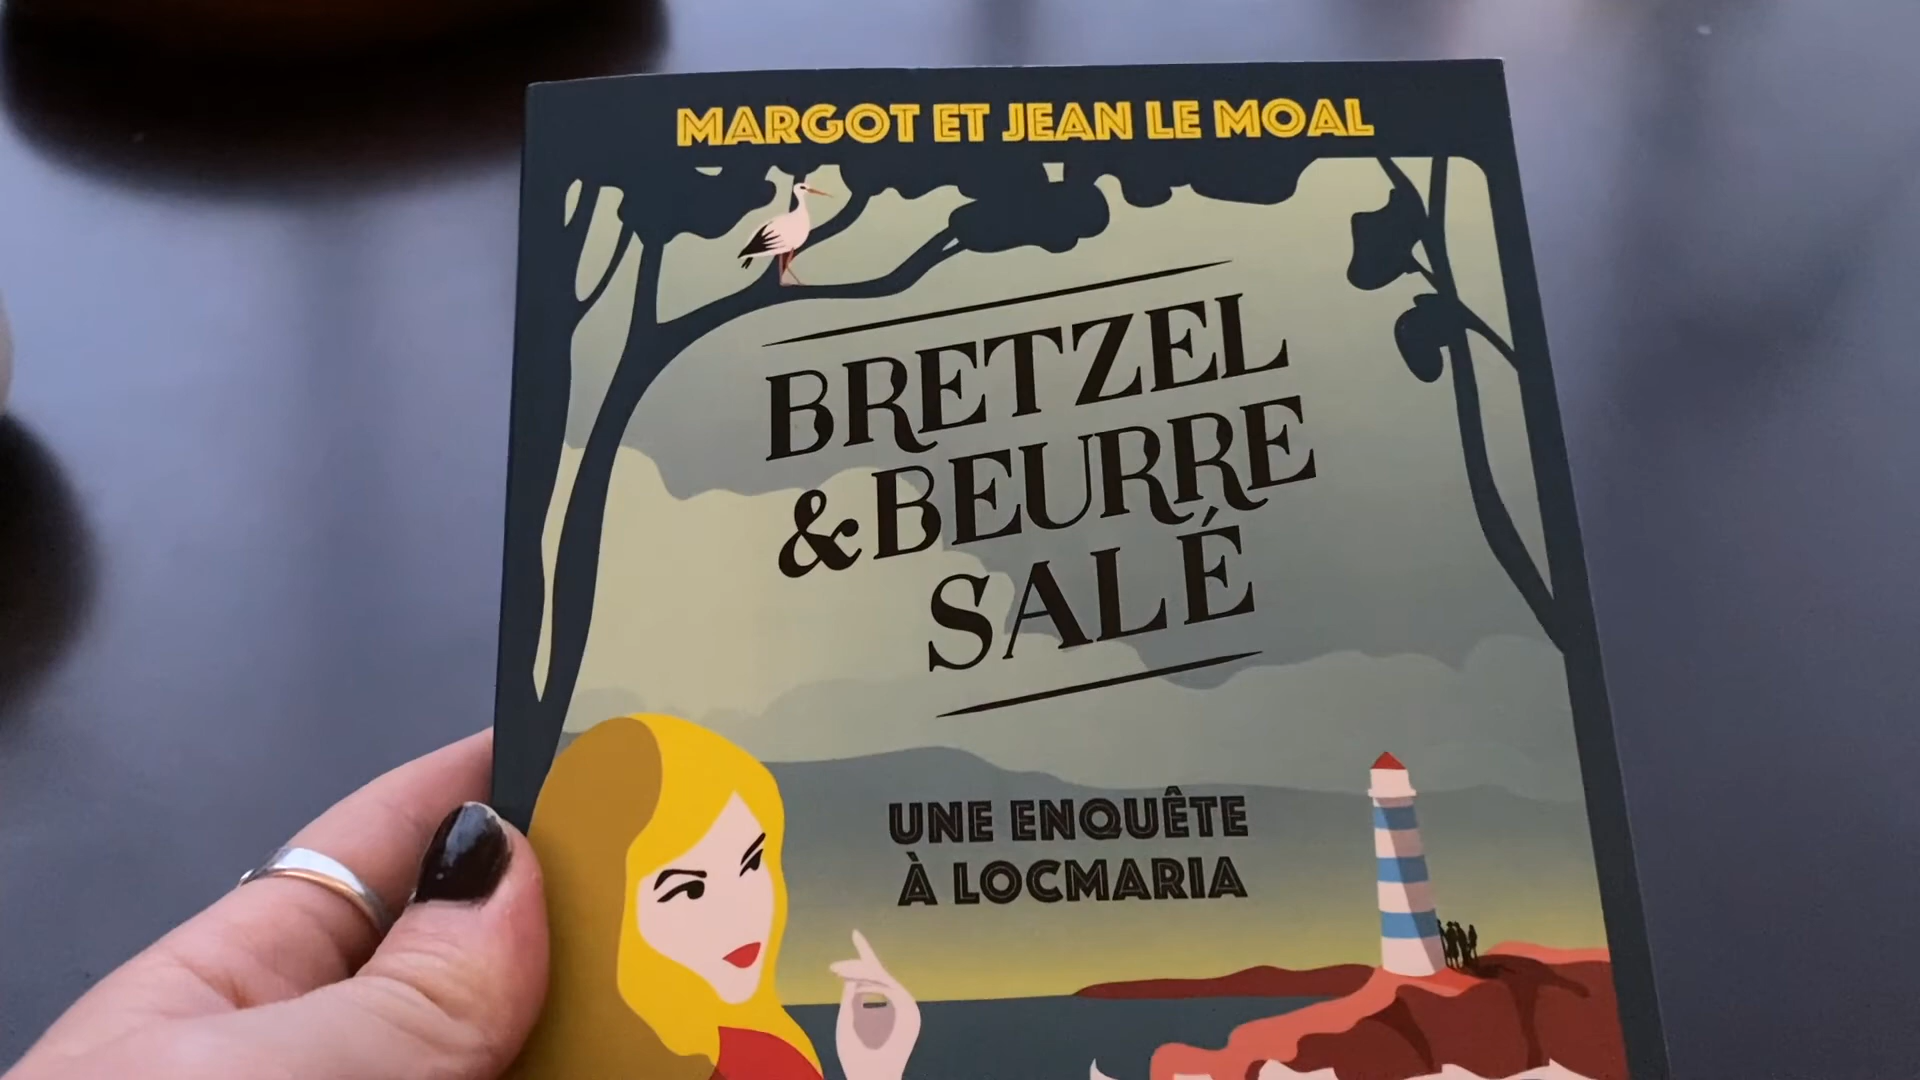 MARGOT ET JEAN LE MOAL
BRETZEL
& BEURRE
SALÉ
UNE ENQUÊTE
À LOCMARIA